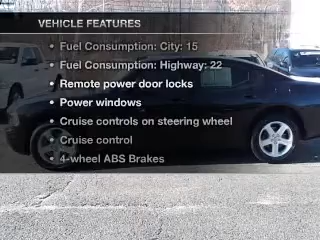 VEHICLE FEATURES
• Fuel Consumption: City: 15
• Fuel Consumption: Highway: 22
• Remote power door locks
• Power windows
• Cruise controls on steering wheel
• Cruise control
• 4-wheel ABS Brakes